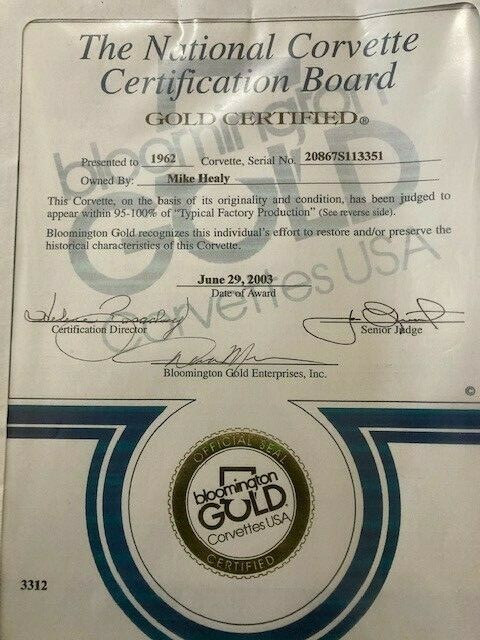 The National Corvette
Certification Board
GOLD CERTIFIED®
Presented to 1962 Corvette, Serial No. 20867S113351
Owned By: Mike Healy
This Corvette, on the basis of its originality and condition, has been judged to
appear within 95-100% of "Typical Factory Production" (See reverse side).
Bloomington Gold recognizes this individual's effort to restore and/or preserve the
historical characteristics of this Corvette.
June 29, 2003
Date of Award
Certification Director
Senior Judge
Bloomington Gold Enterprises, Inc.
©
bloomington
GOLD
Corvettes USA
OFFICIAL SEAL
bloomington
GOLD
Corvettes USA
CERTIFIED
3312